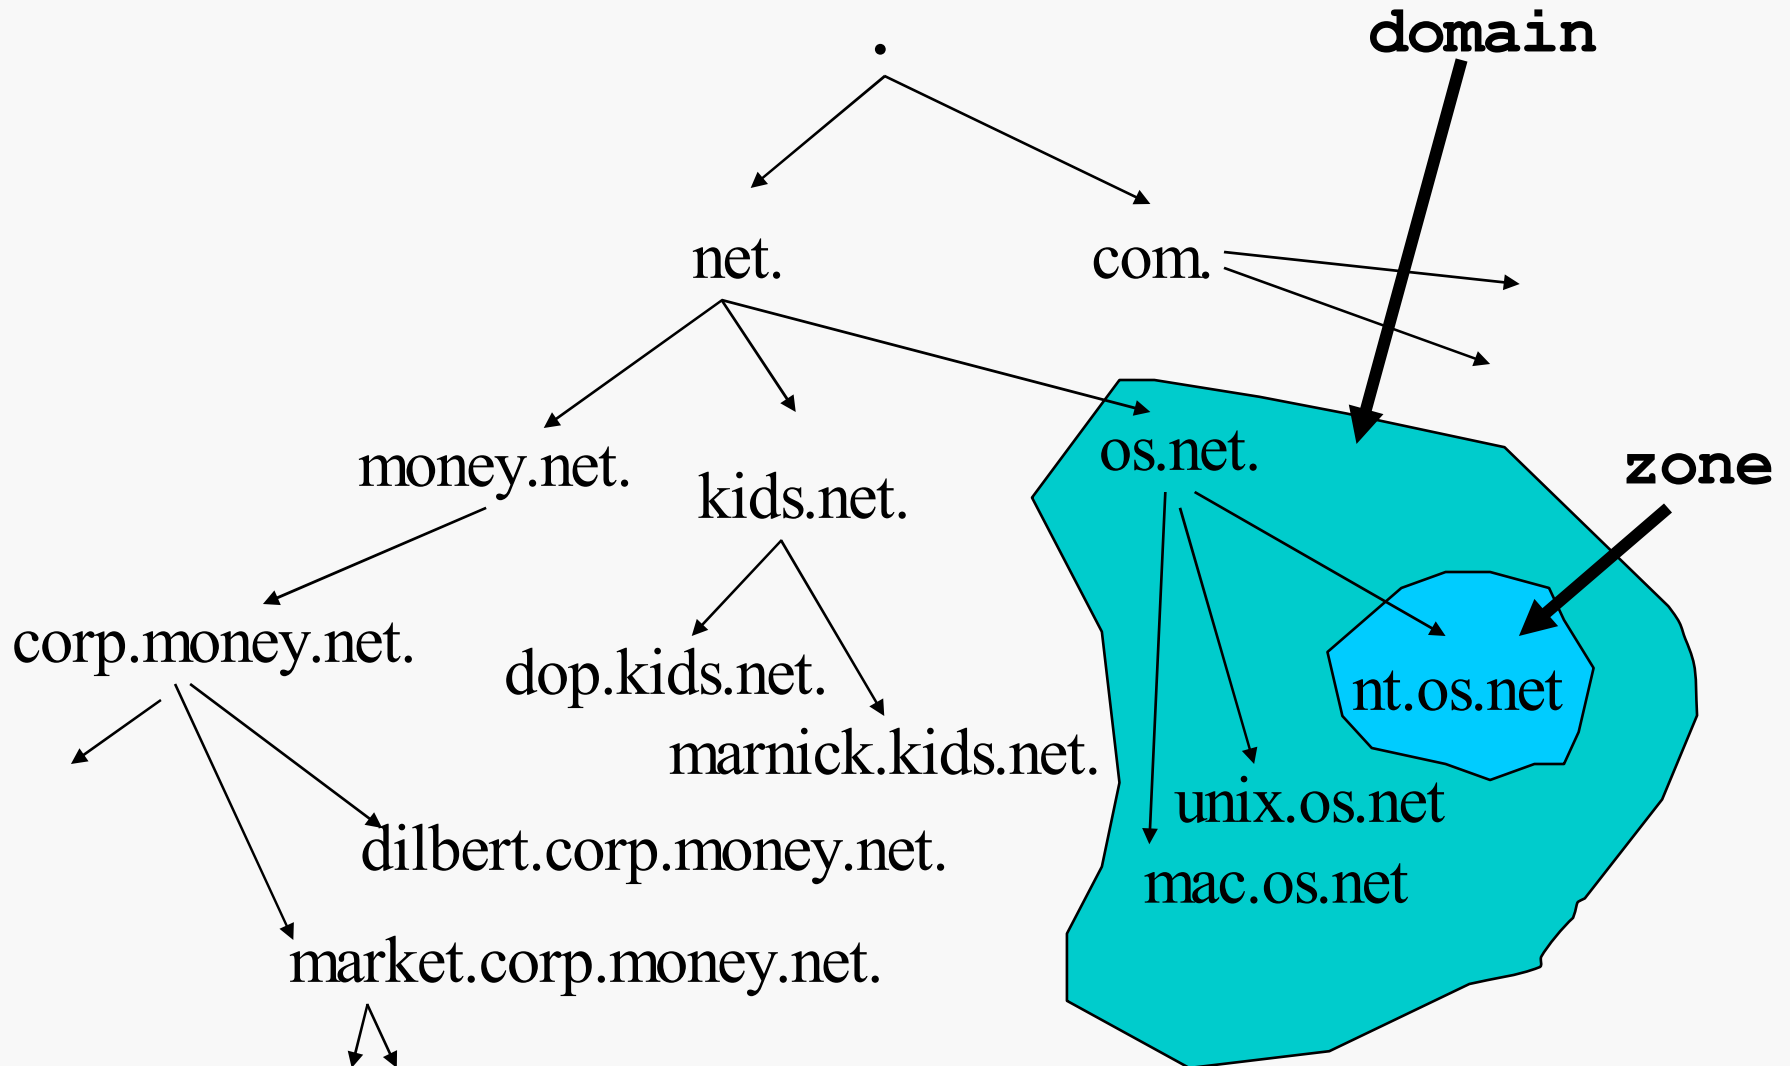 domain
.
net.
com.
money.net.
kids.net.
os.net.
zone
corp.money.net.
dop.kids.net.
marnick.kids.net.
nt.os.net
unix.os.net
dilbert.corp.money.net.
mac.os.net
market.corp.money.net.